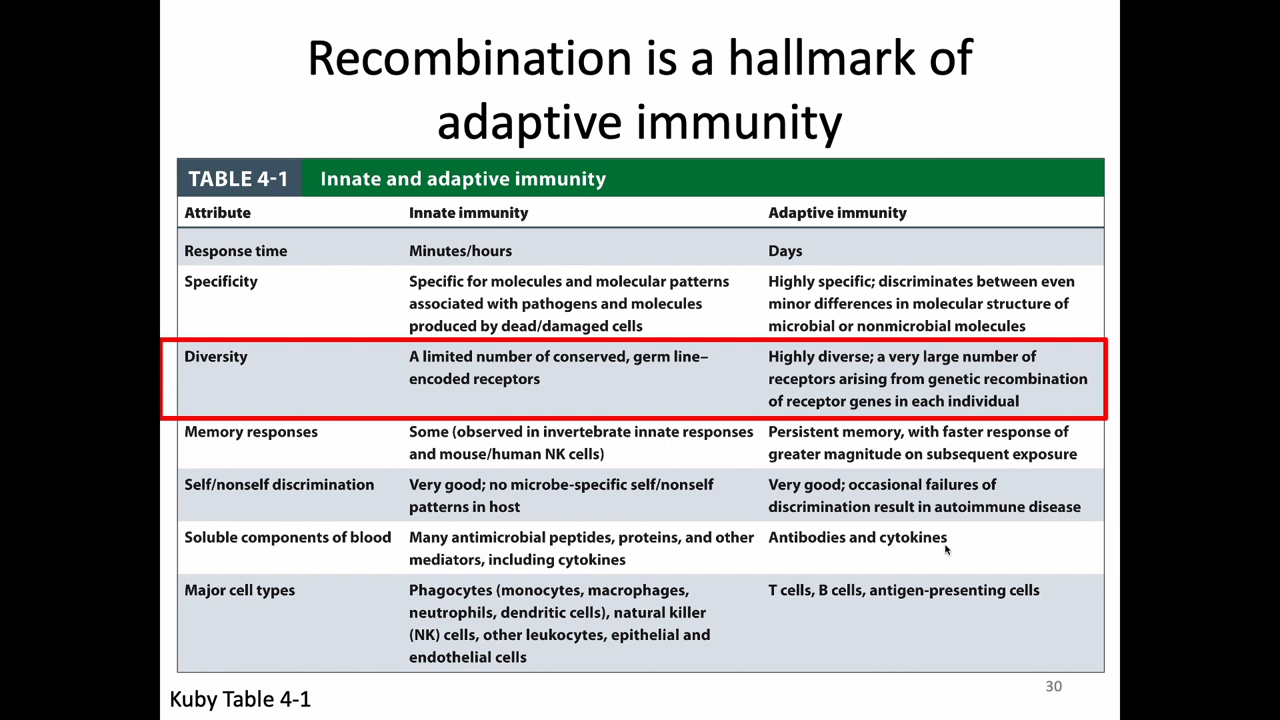 Recombination is a hallmark of
adaptive immunity
TABLE 4-1 Innate and adaptive immunity
Attribute Innate immunity Adaptive immunity
Response time Minutes/hours Days
Specificity Specific for molecules and molecular patterns Highly specific; discriminates between even
associated with pathogens and molecules minor differences in molecular structure of
produced by dead/damaged cells microbial or nonmicrobial molecules
Diversity A limited number of conserved, germ line– Highly diverse; a very large number of
encoded receptors receptors arising from genetic recombination
of receptor genes in each individual
Memory responses Some (observed in invertebrate innate responses Persistent memory, with faster response of
and mouse/human NK cells) greater magnitude on subsequent exposure
Self/nonself discrimination Very good; no microbe-specific self/nonself Very good; occasional failures of
patterns in host discrimination result in autoimmune disease
Soluble components of blood Many antimicrobial peptides, proteins, and other Antibodies and cytokines
mediators, including cytokines
Major cell types Phagocytes (monocytes, macrophages, T cells, B cells, antigen-presenting cells
neutrophils, dendritic cells), natural killer
(NK) cells, other leukocytes, epithelial and
endothelial cells
30
Kuby Table 4-1